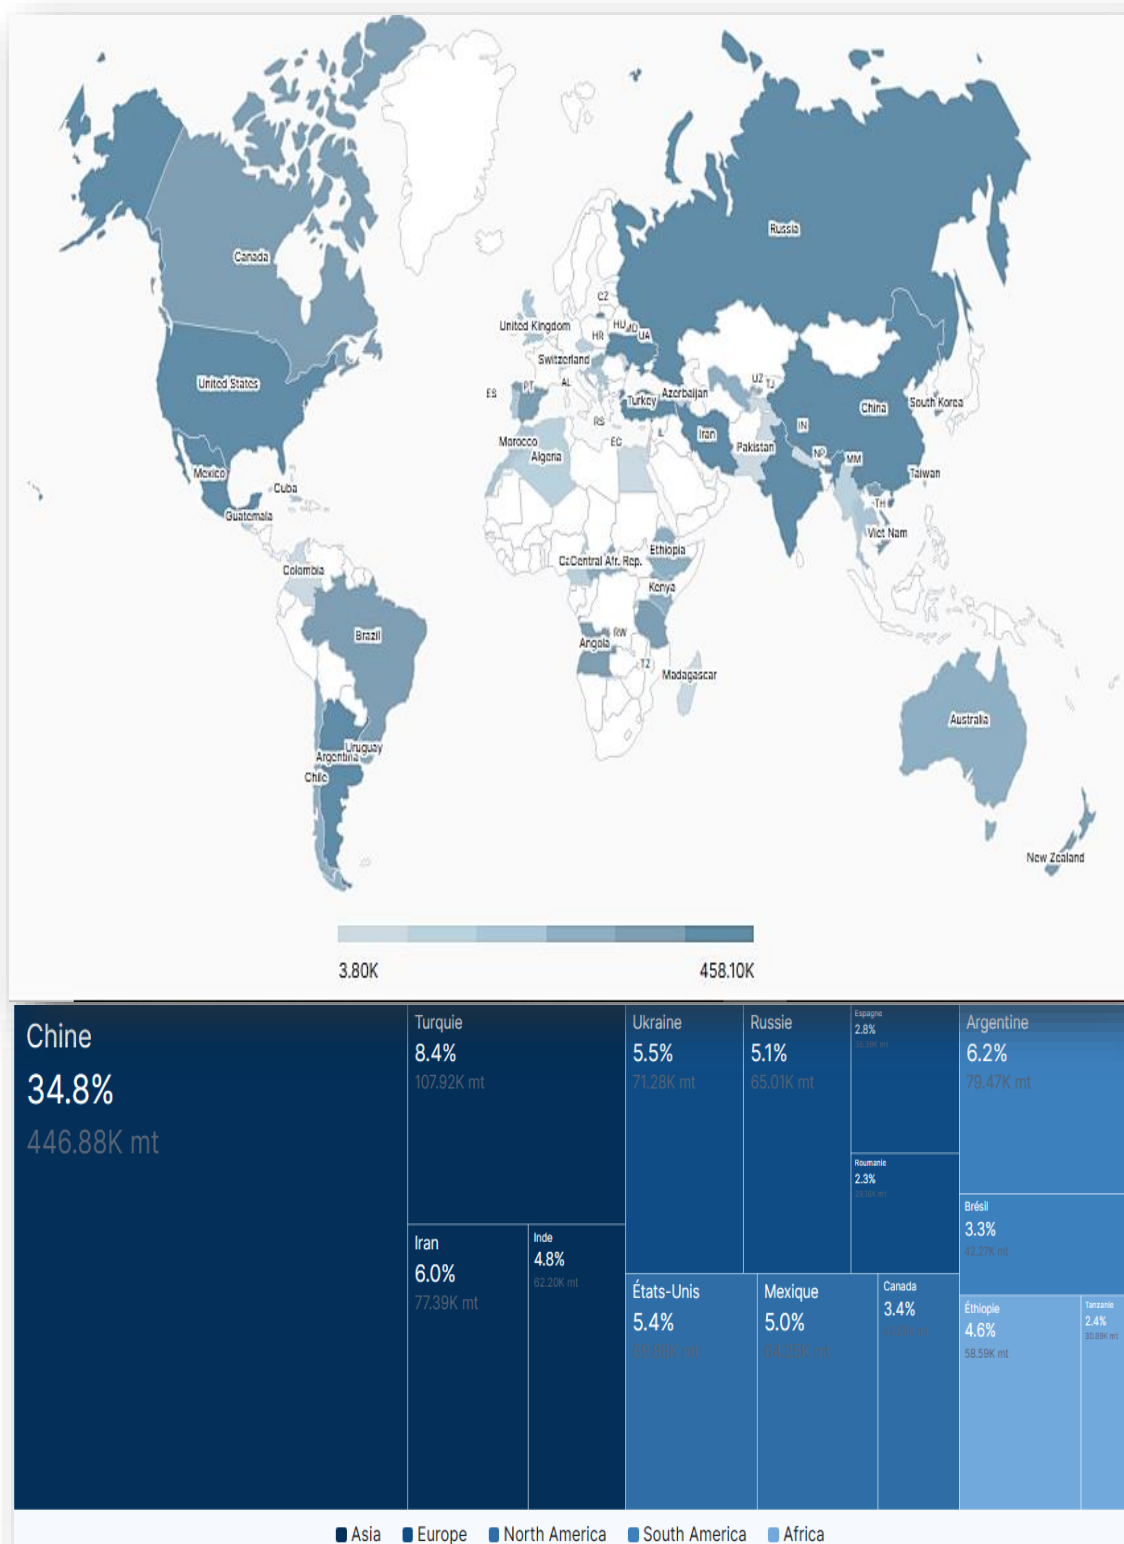 Canada
Russia
United Kingdom
CZ
HR
HU
MD
UA
Switzerland
United States
ES
PT
AL
Turkey
Azerbaijan
UZ
TJ
China
South Korea
RS
IL
Iran
IN
Morocco
EG
Pakistan
NP
MM
Algeria
Mexico
Cuba
Taiwan
Guatemala
TH
Viet Nam
Colombia
Central Afr. Rep.
Ethiopia
Kenya
Brazil
RW
Angola
TZ
Madagascar
Australia
Uruguay
Argentina
Chile
New Zealand
3.80K
458.10K
Chine
34.8%
446.88K mt
Turquie
8.4%
107.92K mt
Iran
6.0%
77.39K mt
Inde
4.8%
62.20K mt
Ukraine
5.5%
71.28K mt
Russie
5.1%
65.01K mt
Espagne
2.8%
Roumanie
2.3%
États-Unis
5.4%
Mexique
5.0%
Canada
3.4%
Argentine
6.2%
79.47K mt
Brésil
3.3%
42.27K mt
Éthiopie
4.6%
58.59K mt
Tanzanie
2.4%
30.89K mt
Asia
Europe
North America
South America
Africa